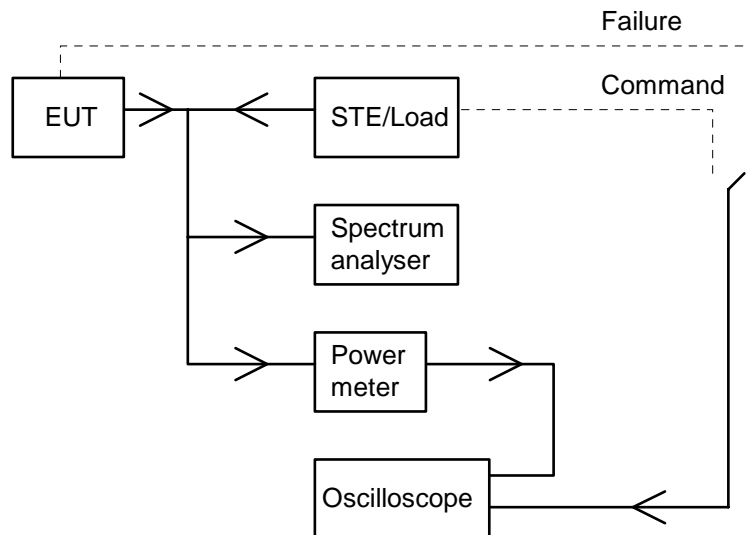 Failure
Command
EUT
STE/Load
Spectrum
analyser
Power
meter
Oscilloscope